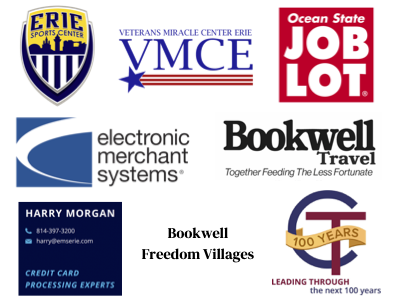 ERIE
SPORTS CENTER
VETERANS MIRACLE CENTER ERIE
VMCE
Ocean State
JOB
LOT®
electronic
merchant
systems®
Bookwell
Travel
Together Feeding The Less Fortunate
HARRY MORGAN
814-397-3200
harry@emserie.com
CREDIT CARD
PROCESSING EXPERTS
Bookwell
Freedom Villages
CT
100 YEARS
LEADING THROUGH
the next 100 years